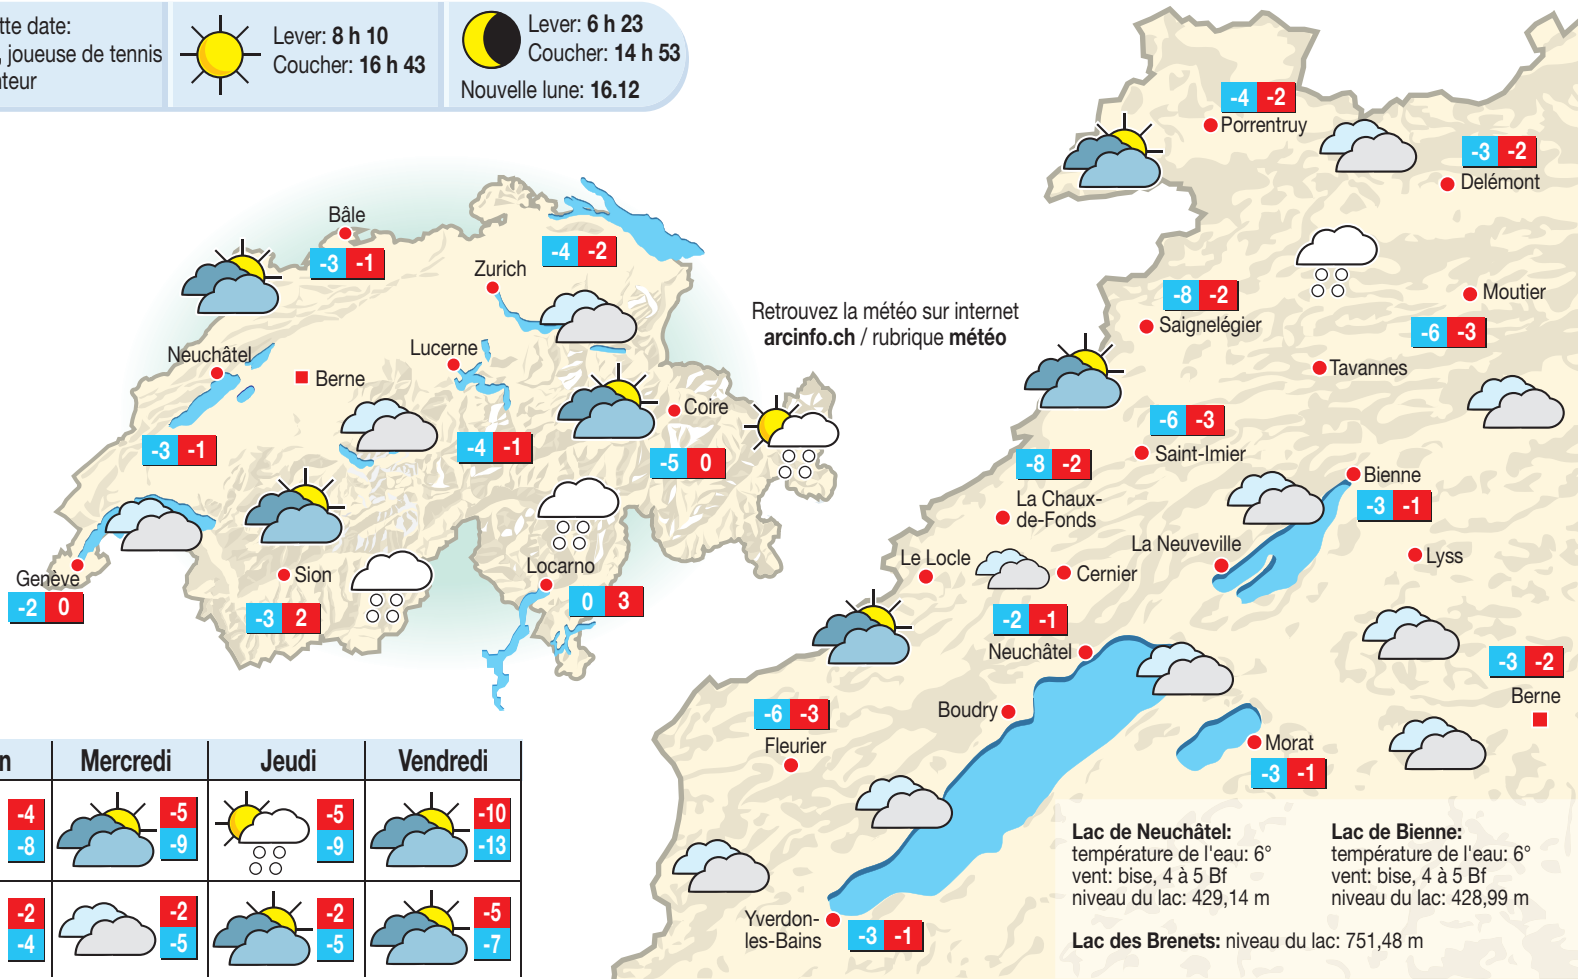 tte date:
, joueuse de tennis
nteur
Lever: 8 h 10
Coucher: 16 h 43
Lever: 6 h 23
Coucher: 14 h 53
Nouvelle lune: 16.12
Bâle
-3 -1
Zurich
-4 -2
Neuchâtel
-3 -1
Berne
Lucerne
-4 -1
Coire
-5 0
Genève
-2 0
Sion
-3 2
Locarno
0 3
Retrouvez la météo sur internet
arcinfo.ch / rubrique météo
-4 -2
Porrentruy
-3 -2
Delémont
-8 -2
Saignelégier
Moutier
-6 -3
Tavannes
-6 -3
Saint-Imier
-8 -2
La Chaux-
de-Fonds
Bienne
-3 -1
La Neuveville
Lyss
Le Locle
Cernier
-2 -1
Neuchâtel
-3 -2
Berne
Boudry
-6 -3
Fleurier
Morat
-3 -1
Yverdon-
les-Bains
-3 -1
n
Mercredi
Jeudi
Vendredi
-4 -5 -5 -10
-8 -9 -9 -13
-2 -2 -2 -5
-4 -5 -5 -7
Lac de Neuchâtel:
température de l'eau: 6°
vent: bise, 4 à 5 Bf
niveau du lac: 429,14 m
Lac de Bienne:
température de l'eau: 6°
vent: bise, 4 à 5 Bf
niveau du lac: 428,99 m
Lac des Brenets: niveau du lac: 751,48 m